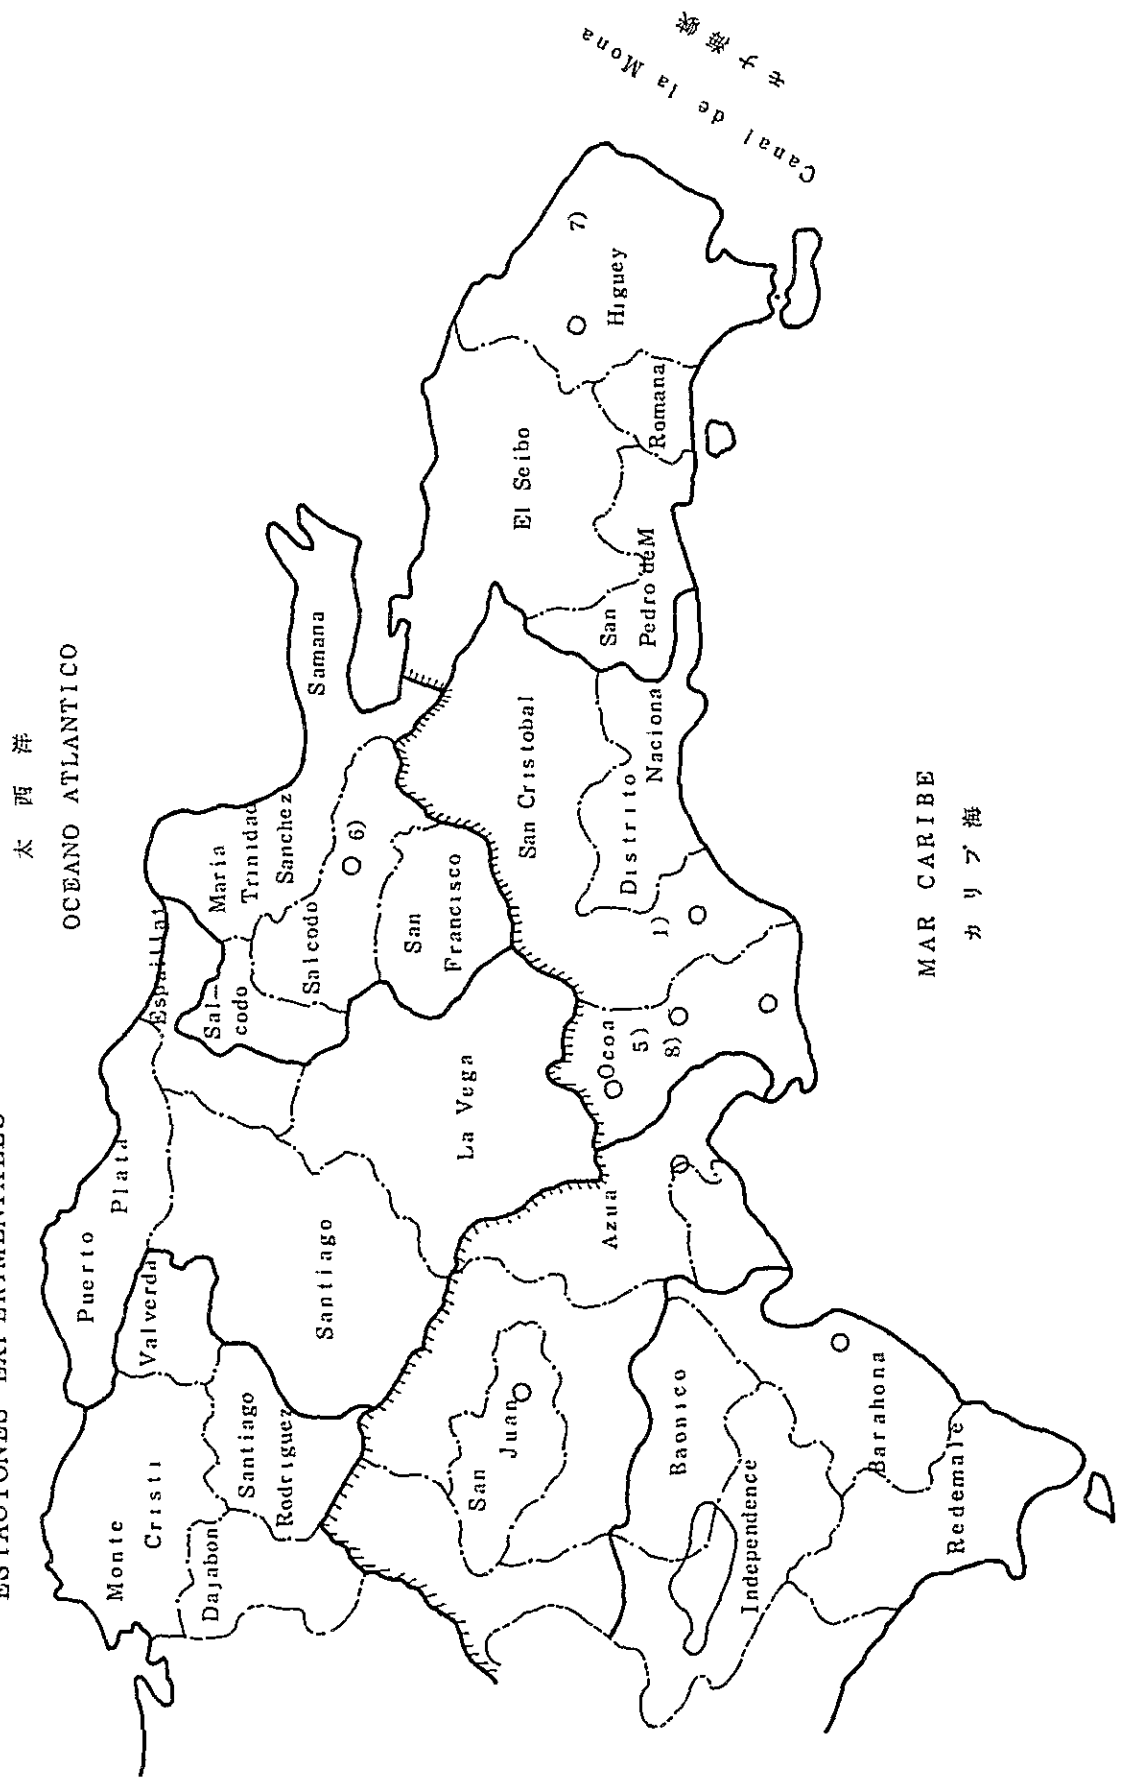 ESTACIONES EXPERIMENTALES
太西洋
OCEANO ATLANTICO
モナ海峡
Canal de la Mona
Monte
Cristi
Dajabon
Santiago
Rodriguez
Valverda
Puerto
Plata
Santiago
Espaillat
Sal-
codo
Salcodo
Maria
Trinidad
Sanchez
Samana
6)
San
Francisco
La Vega
San Juan
Baonico
Independence
Barahona
Redemale
Azua
Ocoa
5)
8)
1)
San Cristobal
Distrito
Naciona
San
Pedro de M
El Seibo
Romana
Higuey
7)
MAR CARIBE
カリブ海